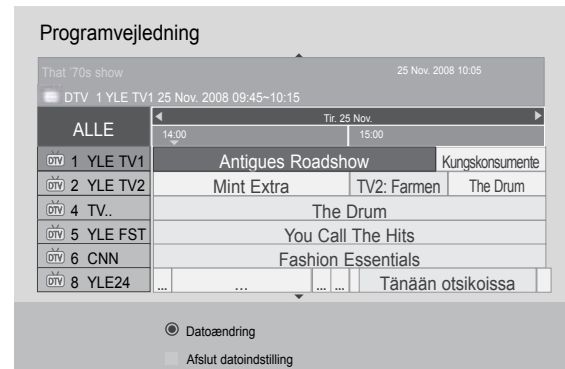 Programvejledning
That '70s show 25 Nov. 2008 10:05
DTV 1 YLE TV1 25 Nov. 2008 09:45~10:15
ALLE
Tir. 25 Nov.
14:00 15:00
DTV 1 YLE TV1 Antigues Roadshow Kungskonsumente
DTV 2 YLE TV2 Mint Extra TV2: Farmen The Drum
DTV 4 TV.. The Drum
DTV 5 YLE FST You Call The Hits
DTV 6 CNN Fashion Essentials
DTV 8 YLE24 ... ... ... ... Tänään otsikoissa
Datoændring
Afslut datoindstilling